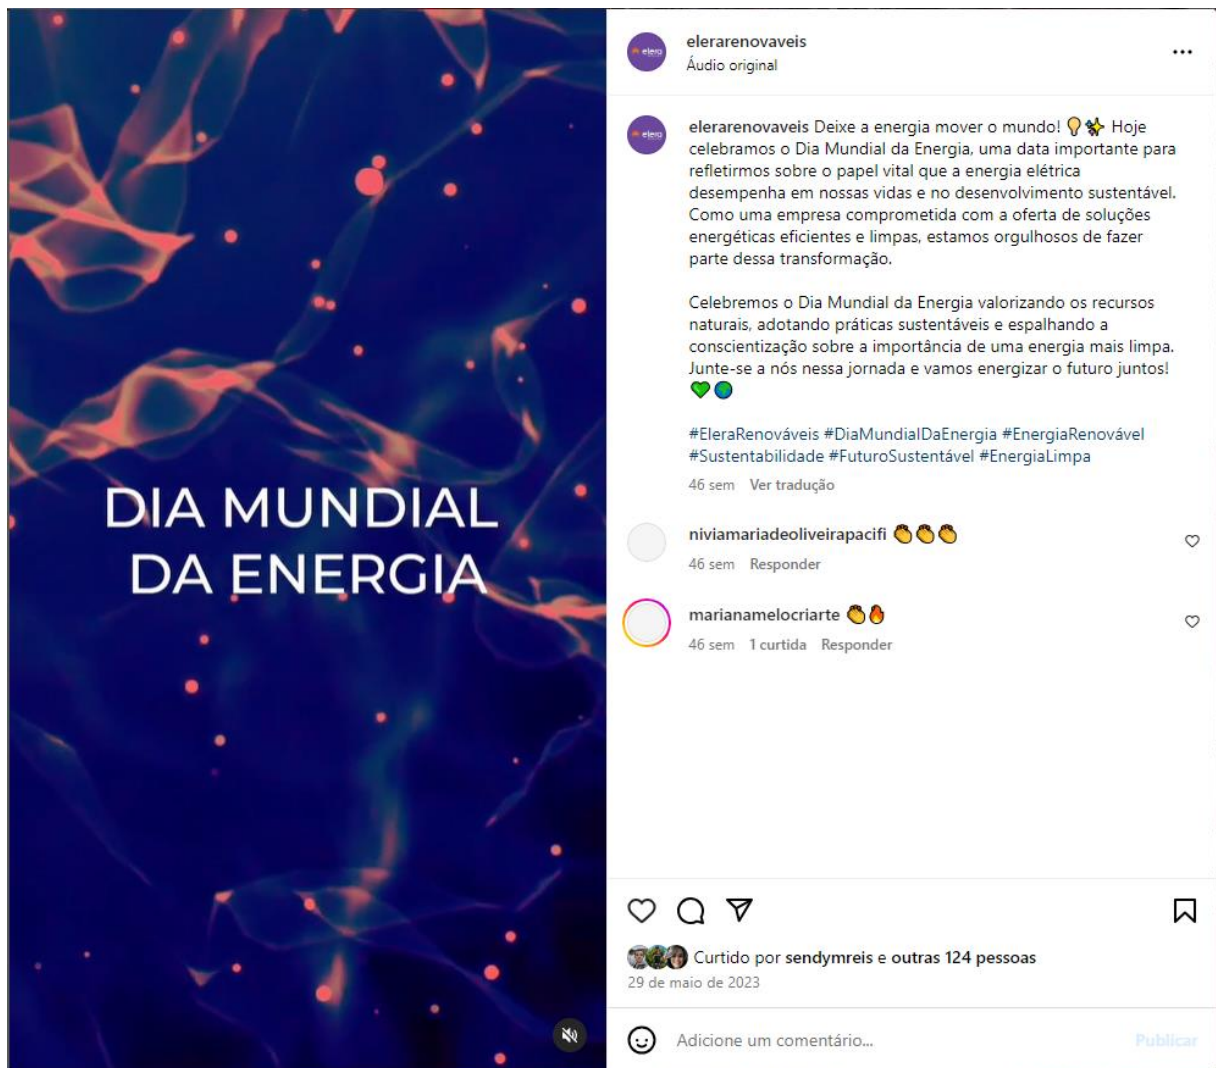 DIA MUNDIAL
DA ENERGIA
elera
elerarenovaveis
Áudio original
elera
elerarenovaveis Deixe a energia mover o mundo! 💡✨ Hoje
celebramos o Dia Mundial da Energia, uma data importante para
refletirmos sobre o papel vital que a energia elétrica
desempenha em nossas vidas e no desenvolvimento sustentável.
Como uma empresa comprometida com a oferta de soluções
energéticas eficientes e limpas, estamos orgulhosos de fazer
parte dessa transformação.
Celebremos o Dia Mundial da Energia valorizando os recursos
naturais, adotando práticas sustentáveis e espalhando a
conscientização sobre a importância de uma energia mais limpa.
Junte-se a nós nessa jornada e vamos energizar o futuro juntos!
💚🌍
#EleraRenováveis #DiaMundialDaEnergia #EnergiaRenovável
#Sustentabilidade #FuturoSustentável #EnergiaLimpa
46 sem Ver tradução
niviamariadeoliveirapacifi 👏👏👏
46 sem Responder
marianamelocriarte 👏🔥
46 sem 1 curtida Responder
Curtido por sendymreis e outras 124 pessoas
29 de maio de 2023
Adicione um comentário... Publicar